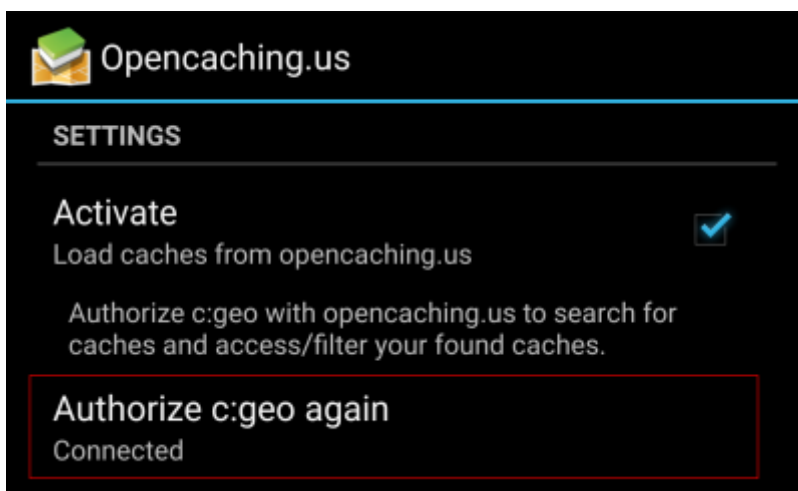 Opencaching.us
SETTINGS
Activate
Load caches from opencaching.us
Authorize c:geo with opencaching.us to search for
caches and access/filter your found caches.
Authorize c:geo again
Connected